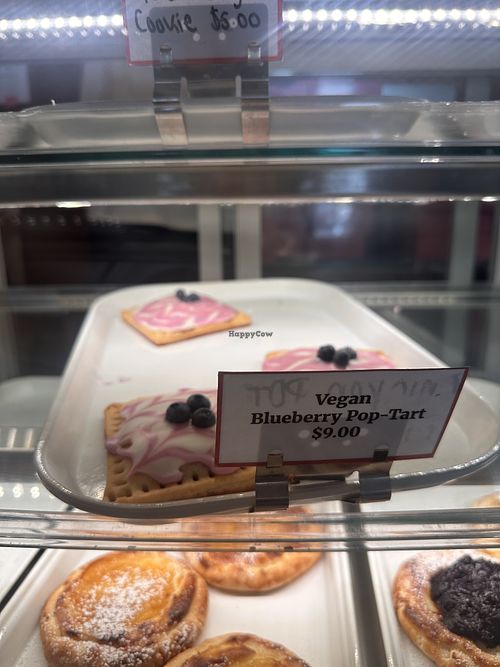 Cookie $5.00
HappyCow
Vegan
Blueberry Pop-Tart
$9.00